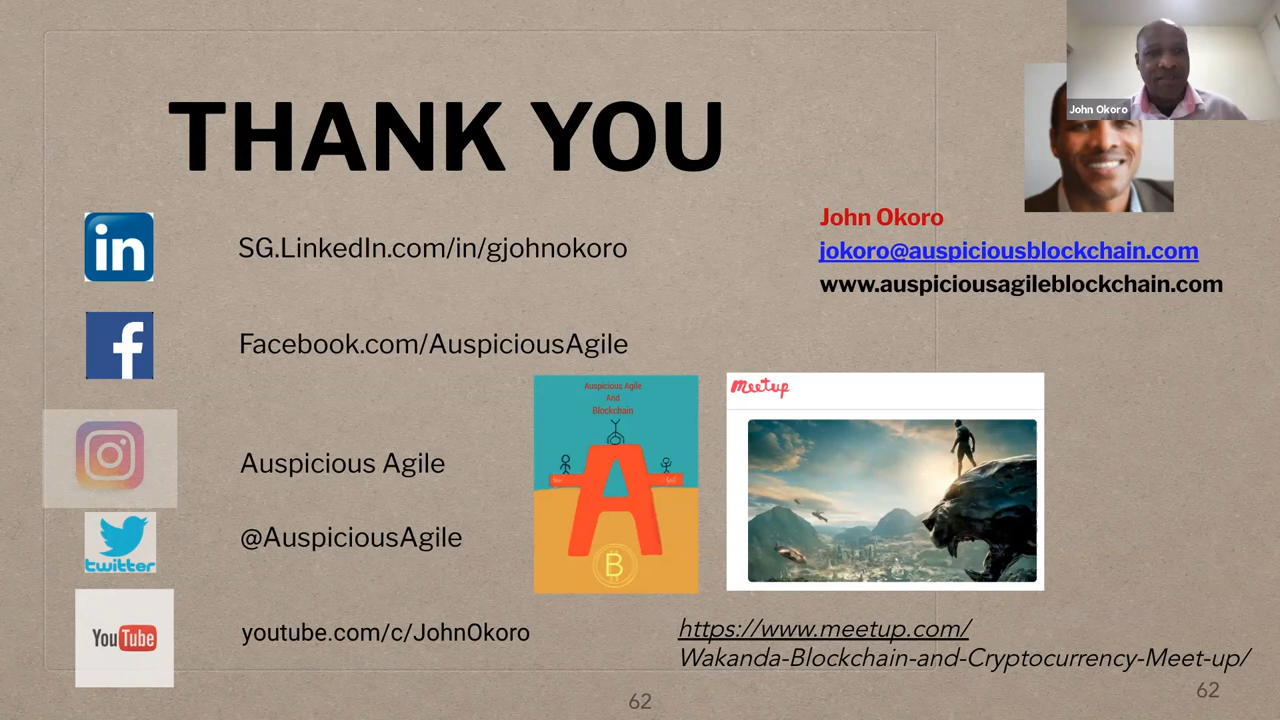 THANK YOU
John Okoro
in
SG.LinkedIn.com/in/gjohnokoro
John Okoro
jokoro@auspiciousblockchain.com
www.auspiciousagileblockchain.com
f
Facebook.com/AuspiciousAgile
Auspicious Agile
And
Blockchain
A
B
meetup
Auspicious Agile
twitter
@AuspiciousAgile
YouTube
youtube.com/c/JohnOkoro
https://www.meetup.com/
Wakanda-Blockchain-and-Cryptocurrency-Meet-up/
62
62